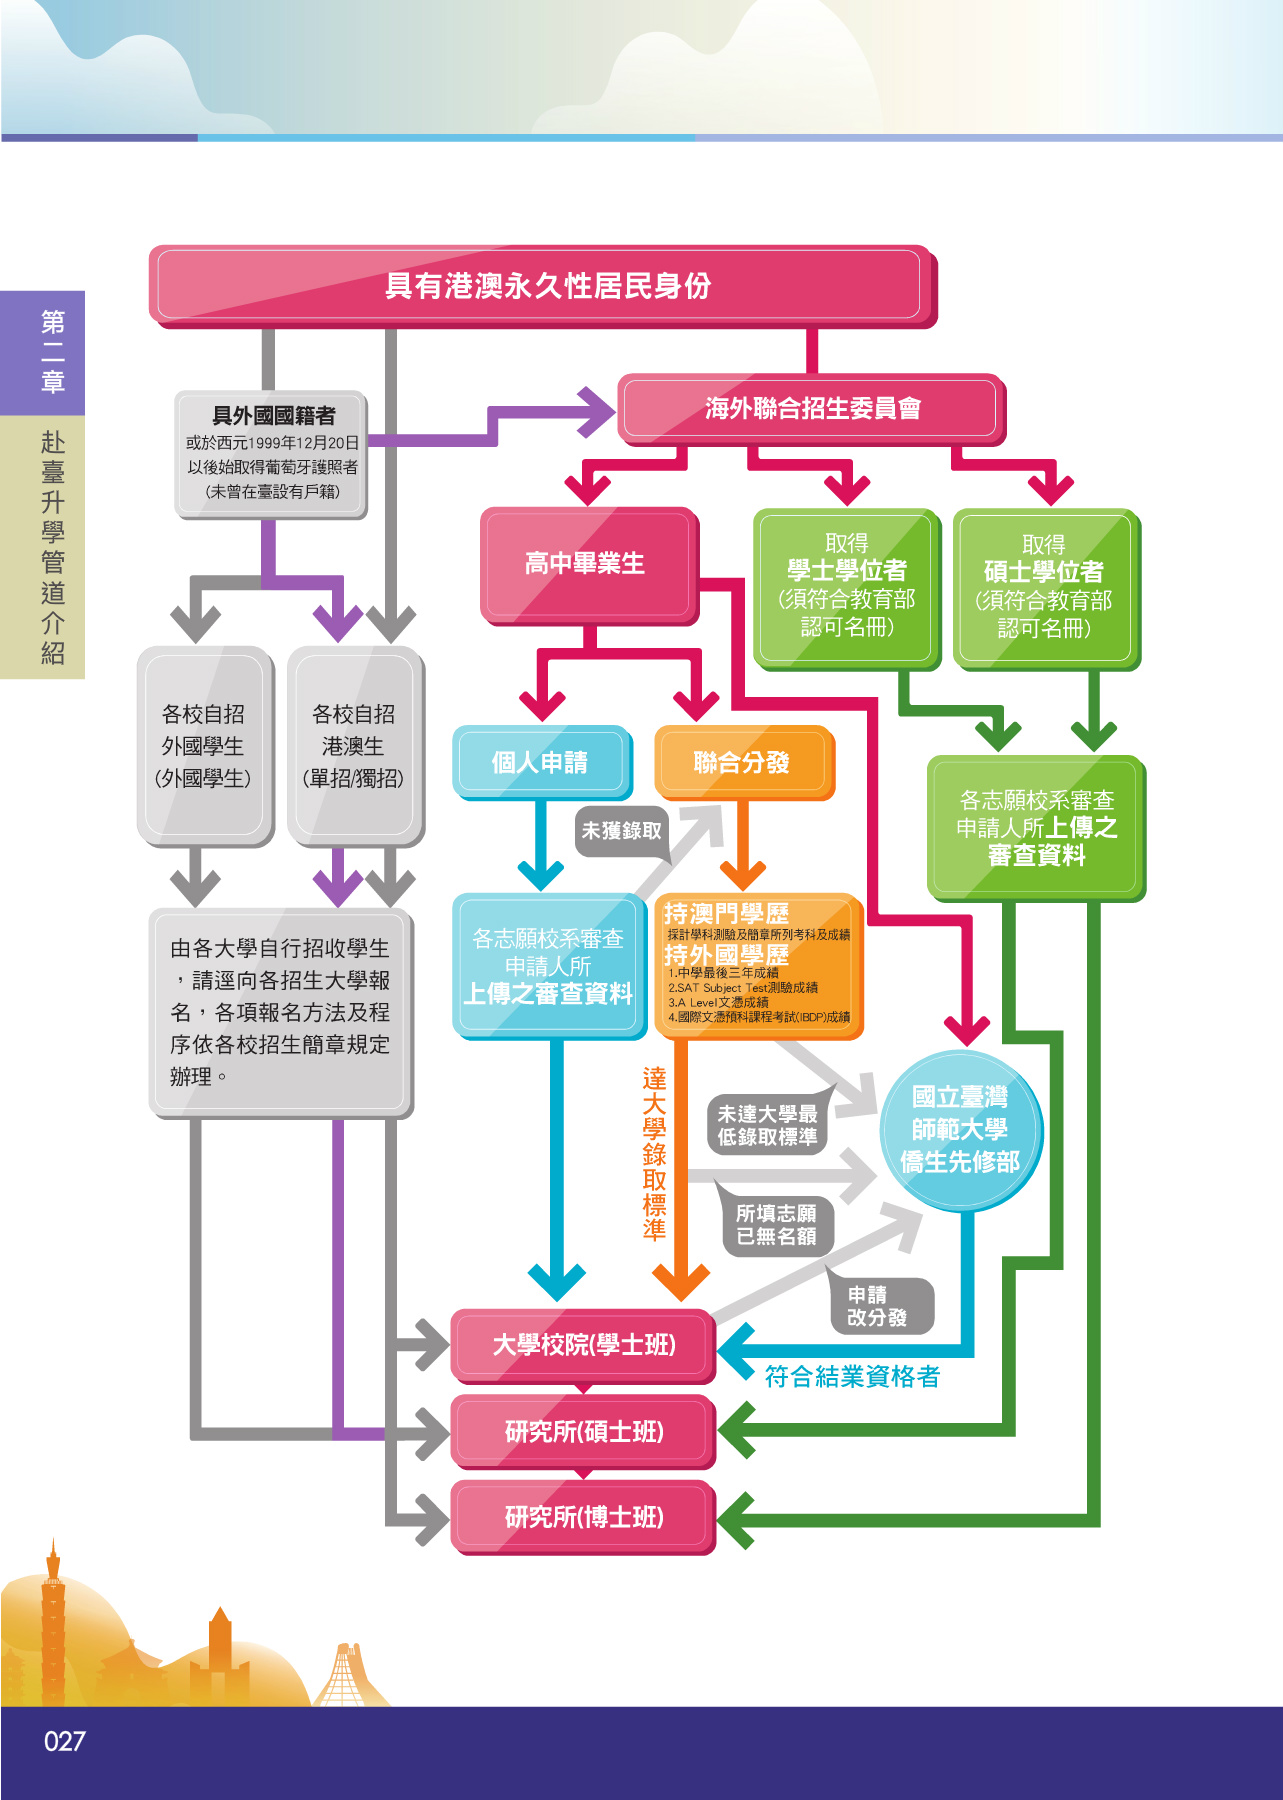 第二章
赴臺升學管道介紹
具有港澳永久性居民身份
具外國國籍者
或於西元1999年12月20日
以後始取得葡萄牙護照者
(未曾在臺設有戶籍)
海外聯合招生委員會
高中畢業生
取得
學士學位者
(須符合教育部
認可名冊)
取得
碩士學位者
(須符合教育部
認可名冊)
各校自招
外國學生
(外國學生)
各校自招
港澳生
(單招/獨招)
個人申請
聯合分發
未獲錄取
各志願校系審查
申請人所上傳之
審查資料
各志願校系審查
申請人所
上傳之審查資料
持澳門學歷
採計學科測驗及簡章所列考科及成績
持外國學歷
1.中學最後三年成績
2.SAT Subject Test測驗成績
3.A Level文憑成績
4.國際文憑預科課程考試(IBDP)成績
由各大學自行招收學生
，請逕向各招生大學報
名，各項報名方法及程
序依各校招生簡章規定
辦理。
達大學錄取標準
未達大學最
低錄取標準
國立臺灣
師範大學
僑生先修部
所填志願
已無名額
申請
改分發
大學校院(學士班)
符合結業資格者
研究所(碩士班)
研究所(博士班)
027